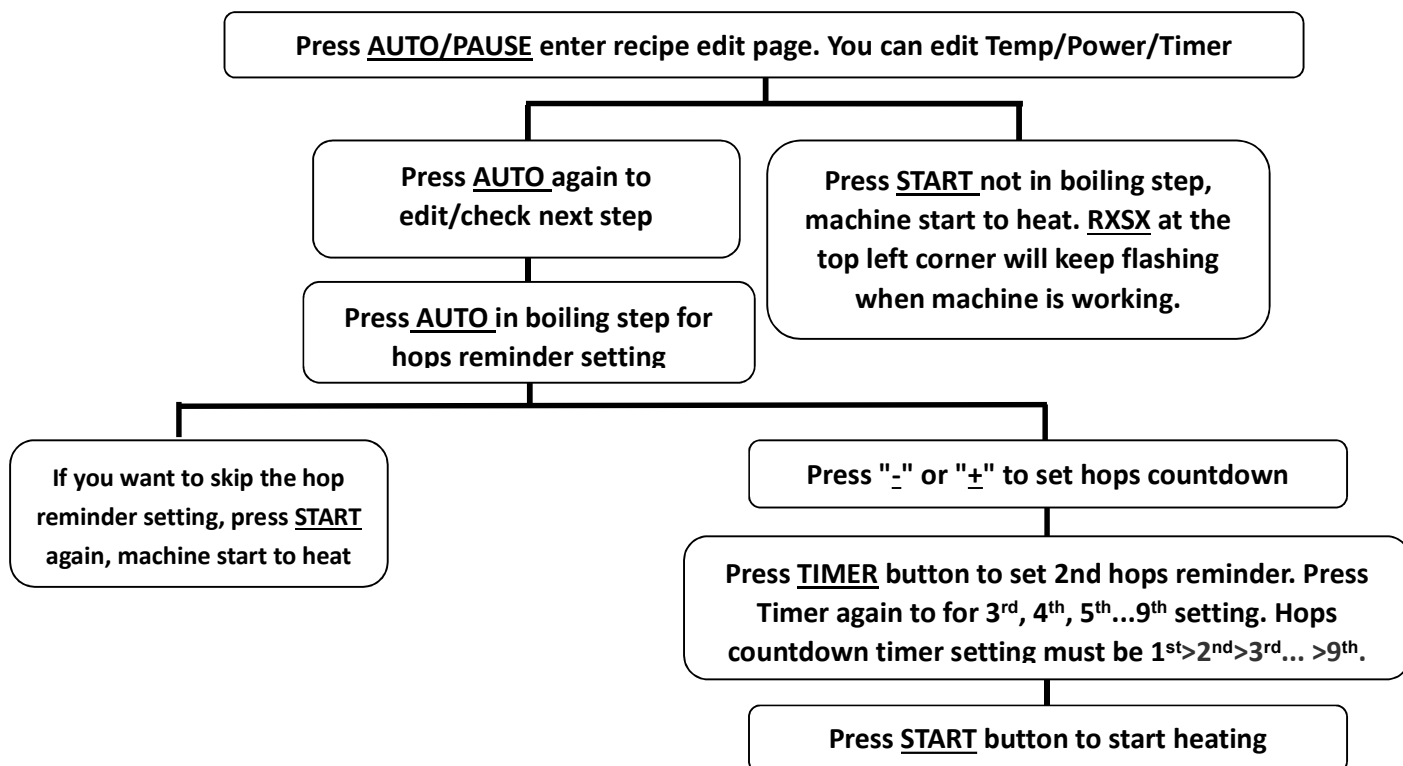 Press AUTO/PAUSE enter recipe edit page. You can edit Temp/Power/Timer
Press AUTO again to
edit/check next step
Press START not in boiling step,
machine start to heat. RXSX at the
top left corner will keep flashing
when machine is working.
Press AUTO in boiling step for
hops reminder setting
If you want to skip the hop
reminder setting, press START
again, machine start to heat
Press "-" or "+" to set hops countdown
Press TIMER button to set 2nd hops reminder. Press
Timer again to for 3rd, 4th, 5th...9th setting. Hops
countdown timer setting must be 1st>2nd>3rd... >9th.
Press START button to start heating